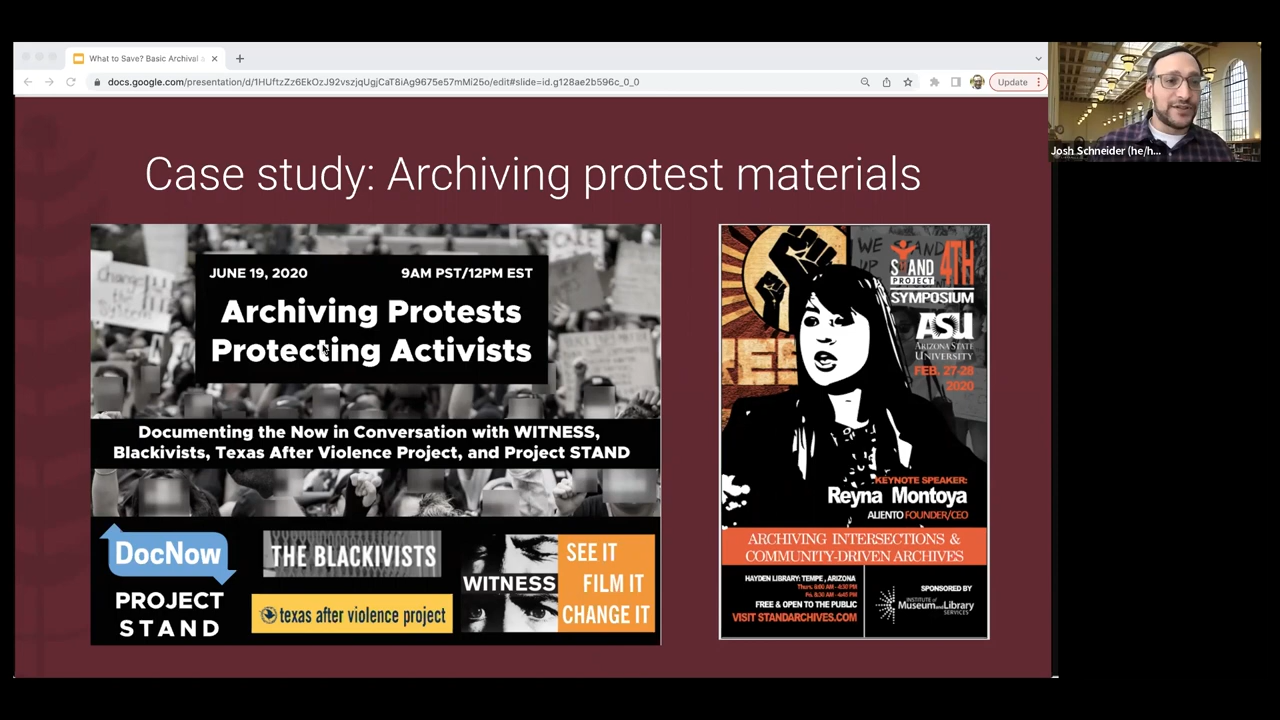 What to Save? Basic Archival
docs.google.com/presentation/d/1HUftzZz6EkOzJ92vszjqUgjCaT8iAg9675e57mMi25o/edit#slide=id.g128ae2b596c_0_0
Update
Josh Schneider (he/h...
Case study: Archiving protest materials
JUNE 19, 2020 9AM PST/12PM EST
Archiving Protests
Protecting Activists
Documenting the Now in Conversation with WITNESS,
Blackivists, Texas After Violence Project, and Project STAND
DocNow
PROJECT
STAND
THE BLACKIVISTS
texas after violence project
WITNESS
SEE IT
FILM IT
CHANGE IT
WE STAND
UP
STAND
PROJECT
4TH
SYMPOSIUM
ASU
ARIZONA STATE
UNIVERSITY
FEB. 27-28
2020
KEYNOTE SPEAKER:
Reyna Montoya
ALIENTO FOUNDER/CEO
ARCHIVING INTERSECTIONS &
COMMUNITY-DRIVEN ARCHIVES
HAYDEN LIBRARY: TEMPE, ARIZONA
FREE & OPEN TO THE PUBLIC
VISIT STANDARCHIVES.COM
SPONSORED BY
INSTITUTE of
Museum and Library
SERVICES